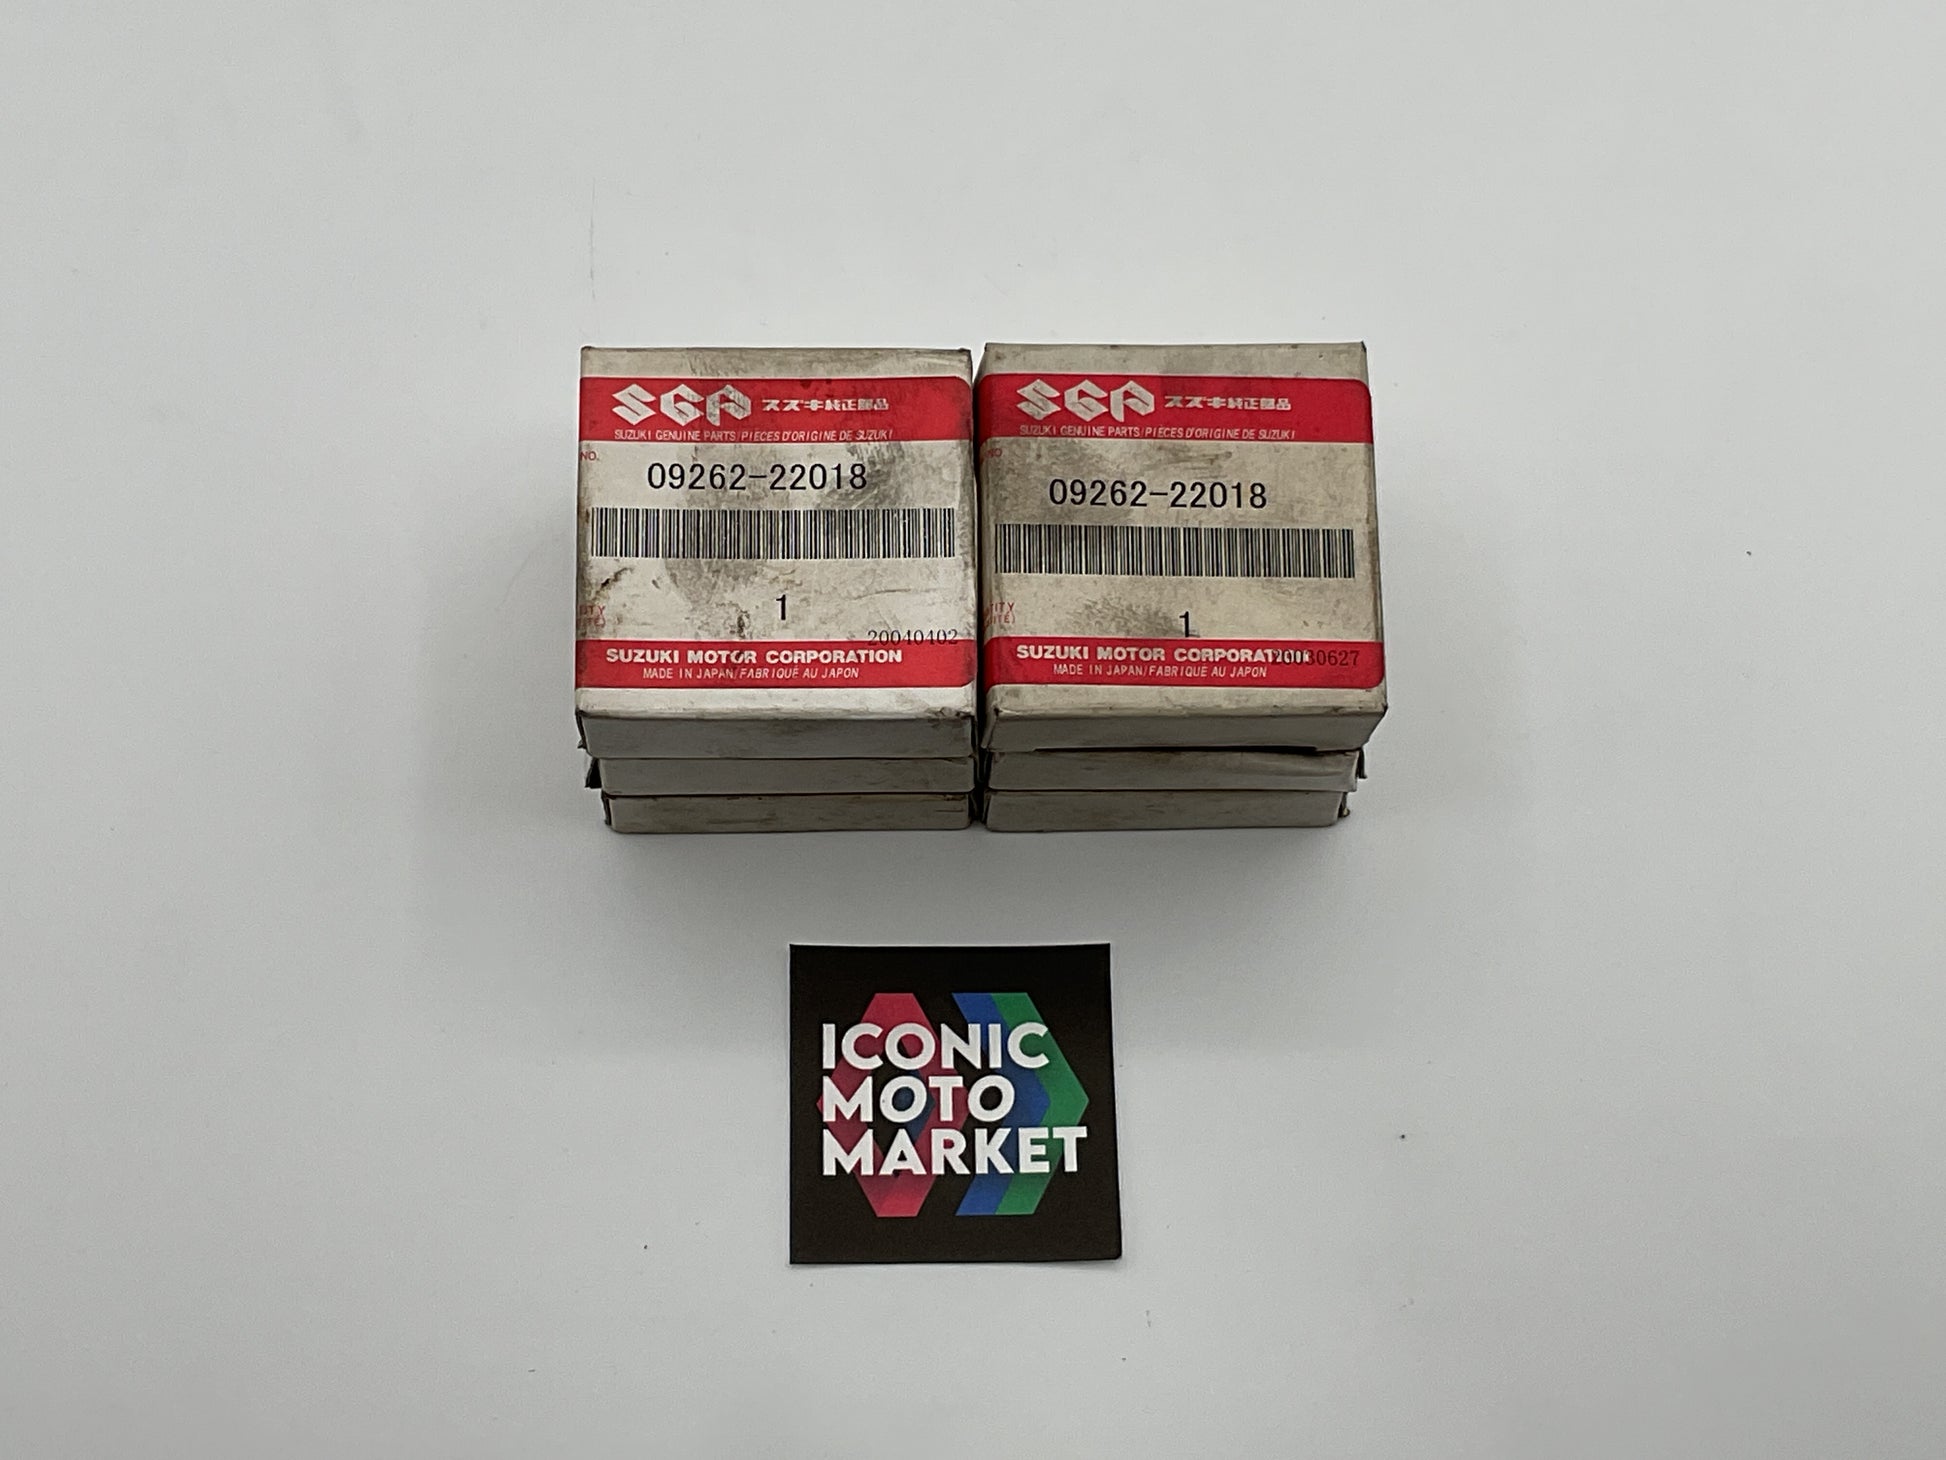 SGP スズキ純正部品
SUZUKI GENUINE PARTS/PIECES D'ORIGINE DE SUZUKI
NO.
09262-22018
1
20040402
SUZUKI MOTOR CORPORATION
MADE IN JAPAN/FABRIQUÉ AU JAPON
SGP スズキ純正部品
SUZUKI GENUINE PARTS/PIECES D'ORIGINE DE SUZUKI
NO
09262-22018
1
SUZUKI MOTOR CORPORATION
20030627
MADE IN JAPAN/FABRIQUÉ AU JAPON
ICONIC
MOTO
MARKET